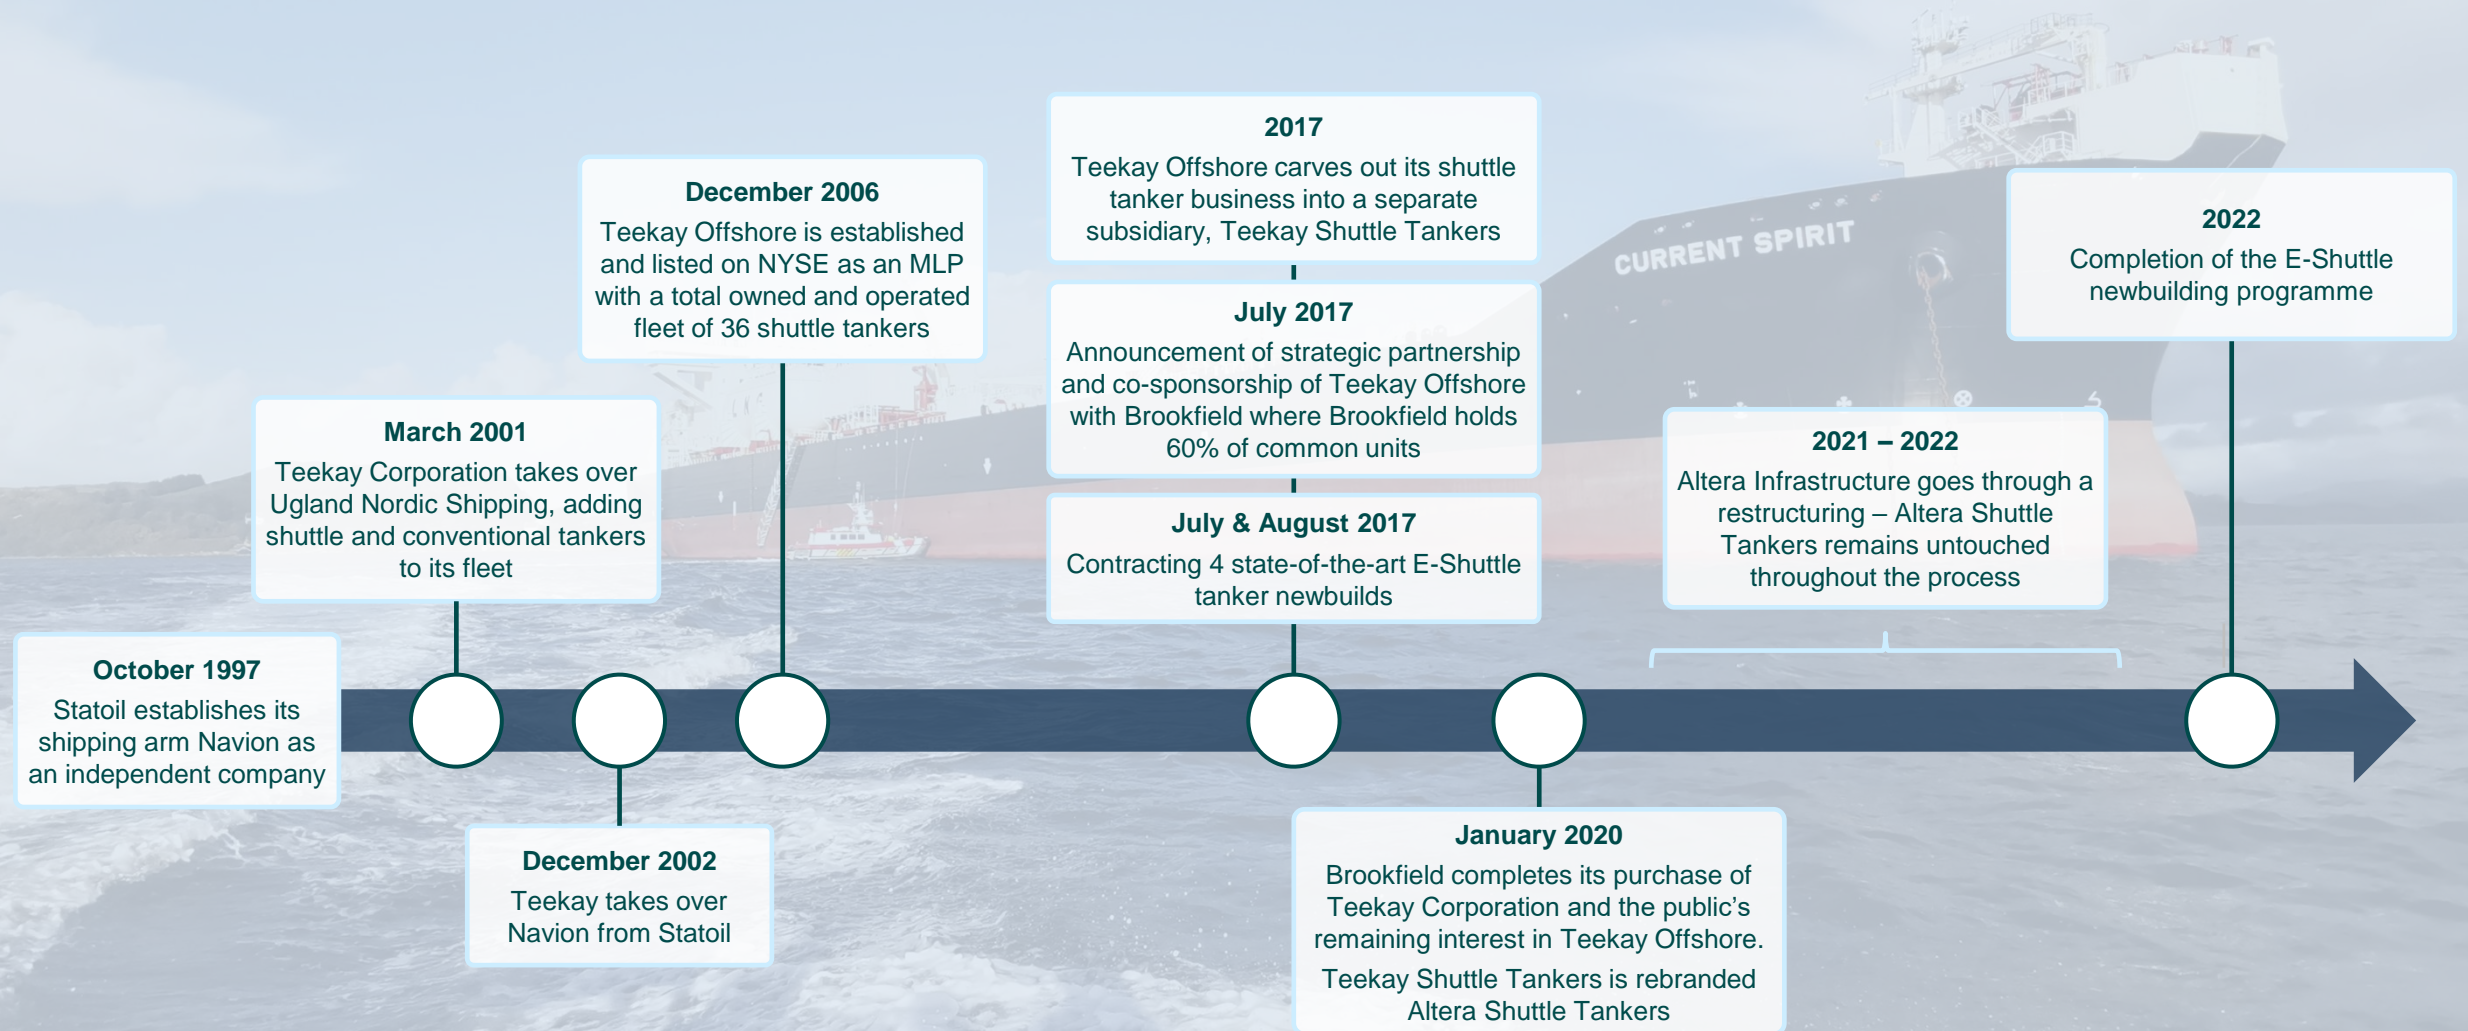 October 1997
Statoil establishes its
shipping arm Navion as
an independent company
March 2001
Teekay Corporation takes over
Ugland Nordic Shipping, adding
shuttle and conventional tankers
to its fleet
December 2002
Teekay takes over
Navion from Statoil
December 2006
Teekay Offshore is established
and listed on NYSE as an MLP
with a total owned and operated
fleet of 36 shuttle tankers
2017
Teekay Offshore carves out its shuttle
tanker business into a separate
subsidiary, Teekay Shuttle Tankers
July 2017
Announcement of strategic partnership
and co-sponsorship of Teekay Offshore
with Brookfield where Brookfield holds
60% of common units
July & August 2017
Contracting 4 state-of-the-art E-Shuttle
tanker newbuilds
January 2020
Brookfield completes its purchase of
Teekay Corporation and the public’s
remaining interest in Teekay Offshore.
Teekay Shuttle Tankers is rebranded
Altera Shuttle Tankers
2021 – 2022
Altera Infrastructure goes through a
restructuring – Altera Shuttle
Tankers remains untouched
throughout the process
2022
Completion of the E-Shuttle
newbuilding programme
CURRENT SPIRIT